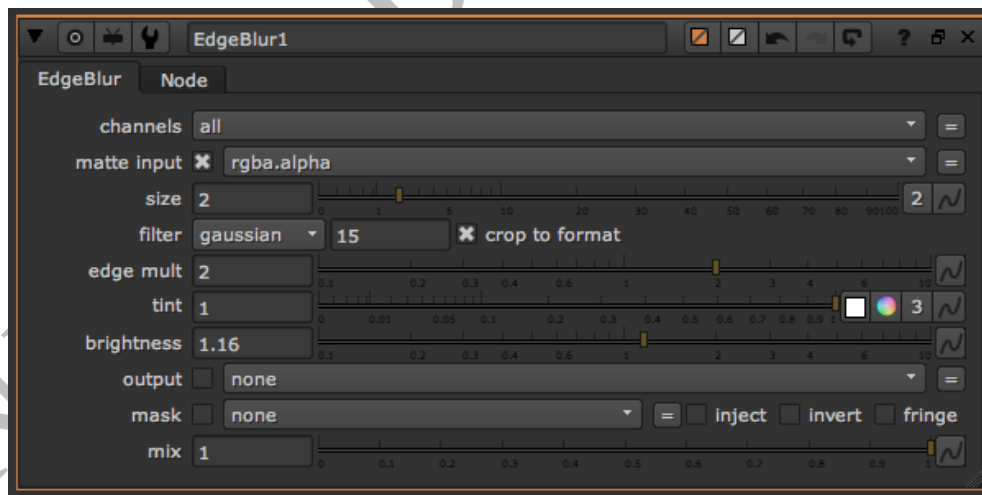 EdgeBlur1 ?
EdgeBlur Node
channels all =
matte input rgba.alpha =
size 2 2
0 1 5 10 20 30 40 50 60 70 80 90100
filter gaussian 15 crop to format
edge mult 2
0.1 0.2 0.3 0.4 0.6 1 2 3 4 6 10
tint 1 3
0 0.01 0.05 0.1 0.2 0.3 0.4 0.5 0.6 0.7 0.8 0.9 1
brightness 1.16
0.1 0.2 0.3 0.4 0.6 1 2 3 4 6 10
output none =
mask none = inject invert fringe
mix 1
0 0.1 0.2 0.3 0.4 0.5 0.6 0.7 0.8 0.9 1